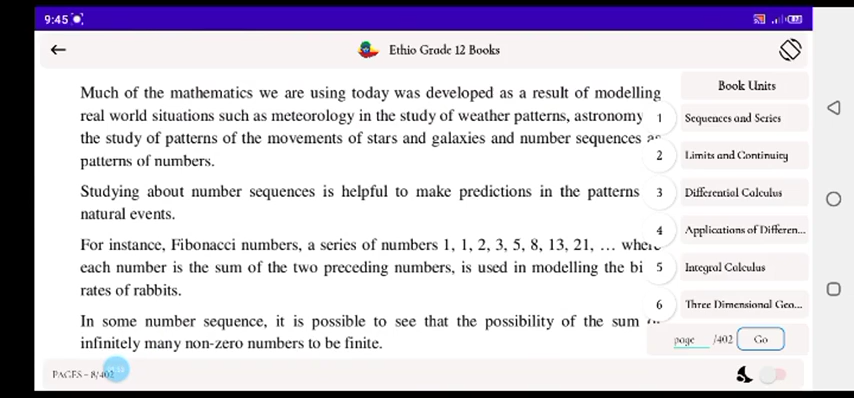 9:45
Ethio Grade 12 Books
Much of the mathematics we are using today was developed as a result of modelling
real world situations such as meteorology in the study of weather patterns, astronomy
the study of patterns of the movements of stars and galaxies and number sequences
patterns of numbers.
Studying about number sequences is helpful to make predictions in the patterns
natural events.
For instance, Fibonacci numbers, a series of numbers 1, 1, 2, 3, 5, 8, 13, 21, … where
each number is the sum of the two preceding numbers, is used in modelling the bi
rates of rabbits.
In some number sequence, it is possible to see that the possibility of the sum
infinitely many non-zero numbers to be finite.
Book Units
1 Sequences and Series
2 Limits and Continuity
3 Differential Calculus
4 Applications of Differen...
5 Integral Calculus
6 Three Dimensional Geo...
page /402 Go
PAGES - 8/402